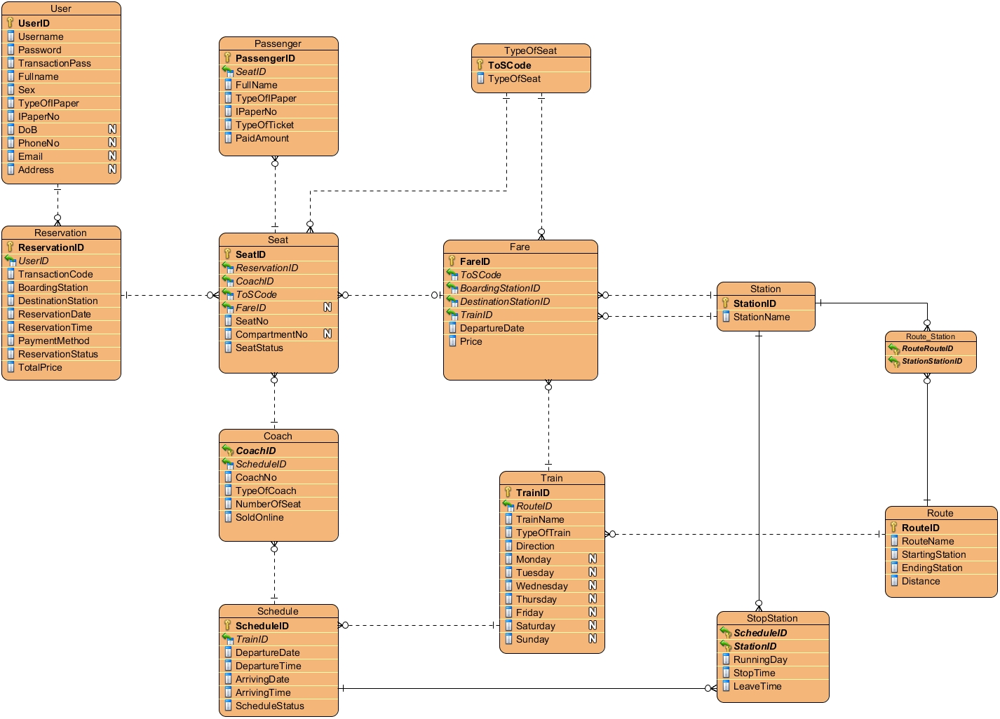 User
UserID
Username
Password
TransactionPass
Fullname
Sex
TypeOfIPaper
IPaperNo
DoB N
PhoneNo N
Email N
Address N
Passenger
PassengerID
SeatID
FullName
TypeOfIPaper
IPaperNo
TypeOfTicket
PaidAmount
TypeOfSeat
ToSCode
TypeOfSeat
Reservation
ReservationID
UserID
TransactionCode
BoardingStation
DestinationStation
ReservationDate
ReservationTime
PaymentMethod
ReservationStatus
TotalPrice
Seat
SeatID
ReservationID
CoachID
ToSCode
FareID N
SeatNo
CompartmentNo N
SeatStatus
Fare
FareID
ToSCode
BoardingStationID
DestinationStationID
TrainID
DepartureDate
Price
Station
StationID
StationName
Route_Station
RouteRouteID
StationStationID
Coach
CoachID
ScheduleID
CoachNo
TypeOfCoach
NumberOfSeat
SoldOnline
Train
TrainID
RouteID
TrainName
TypeOfTrain
Direction
Monday N
Tuesday N
Wednesday N
Thursday N
Friday N
Saturday N
Sunday N
Route
RouteID
RouteName
StartingStation
EndingStation
Distance
Schedule
ScheduleID
TrainID
DepartureDate
DepartureTime
ArrivingDate
ArrivingTime
ScheduleStatus
StopStation
ScheduleID
StationID
RunningDay
StopTime
LeaveTime